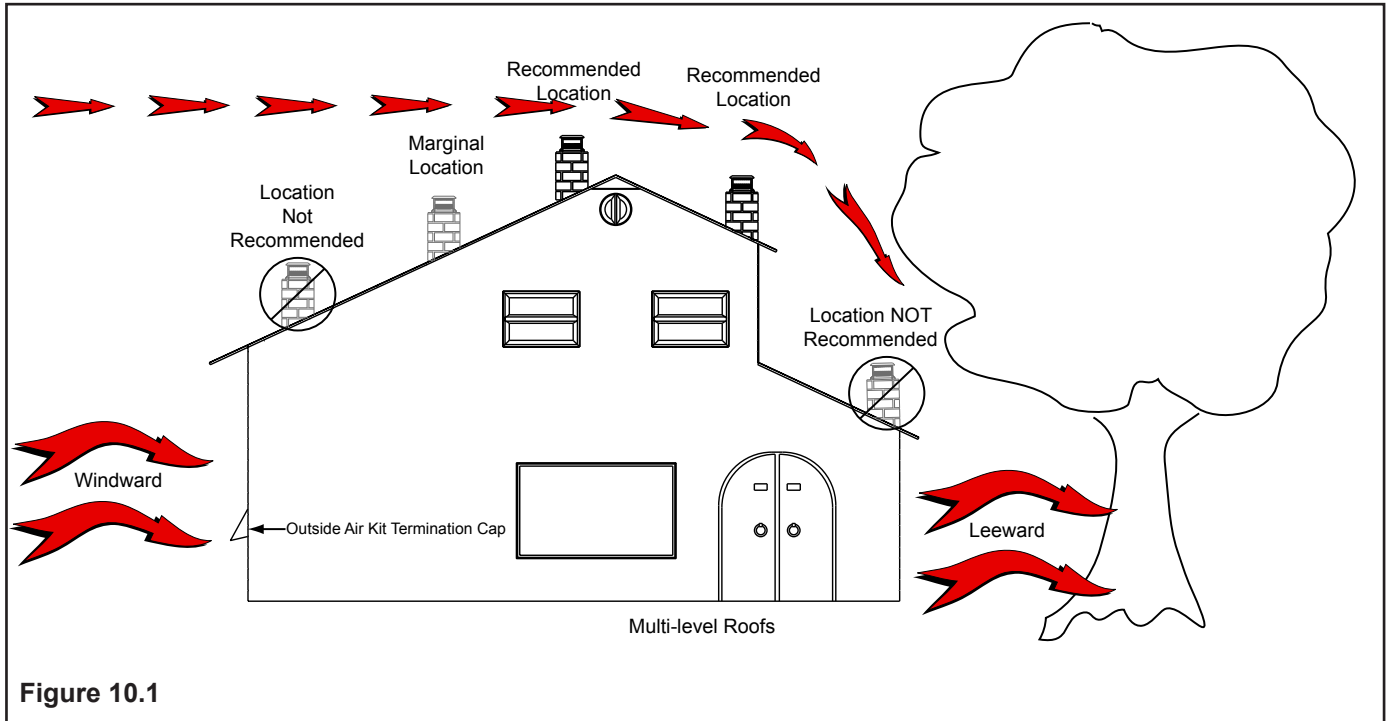 Recommended
Location
Recommended
Location
Marginal
Location
Location
Not
Recommended
Location NOT
Recommended
Windward
Outside Air Kit Termination Cap
Leeward
Multi-level Roofs
Figure 10.1